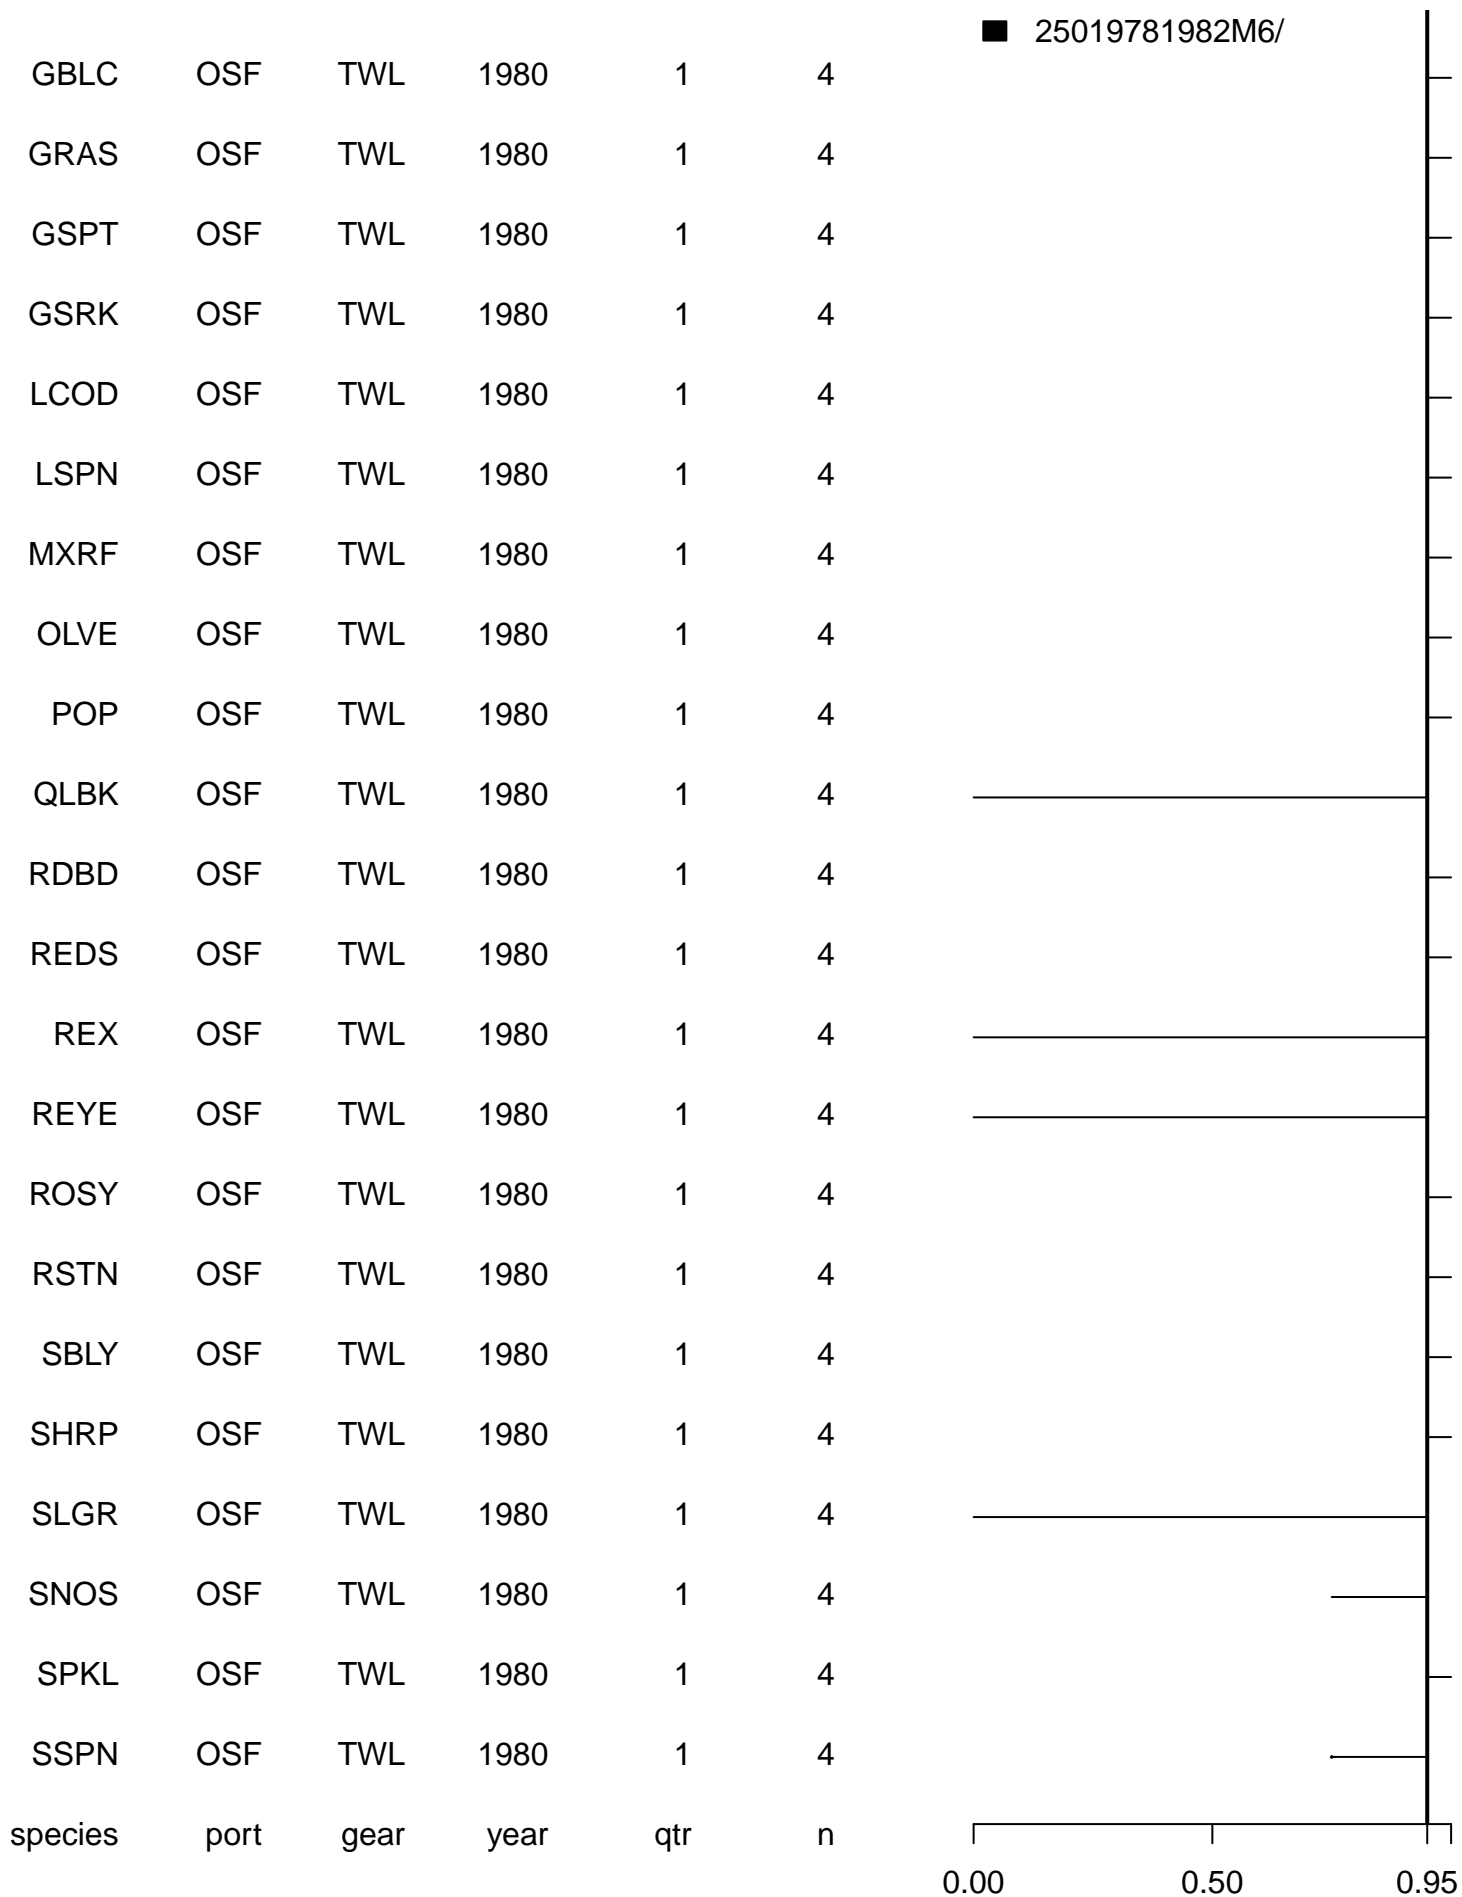 25019781982M6/
GBLC OSF TWL 1980 1 4
GRAS OSF TWL 1980 1 4
GSPT OSF TWL 1980 1 4
GSRK OSF TWL 1980 1 4
LCOD OSF TWL 1980 1 4
LSPN OSF TWL 1980 1 4
MXRF OSF TWL 1980 1 4
OLVE OSF TWL 1980 1 4
POP OSF TWL 1980 1 4
QLBK OSF TWL 1980 1 4
RDBD OSF TWL 1980 1 4
REDS OSF TWL 1980 1 4
REX OSF TWL 1980 1 4
REYE OSF TWL 1980 1 4
ROSY OSF TWL 1980 1 4
RSTN OSF TWL 1980 1 4
SBLY OSF TWL 1980 1 4
SHRP OSF TWL 1980 1 4
SLGR OSF TWL 1980 1 4
SNOS OSF TWL 1980 1 4
SPKL OSF TWL 1980 1 4
SSPN OSF TWL 1980 1 4
species port gear year qtr n
0.00 0.50 0.95